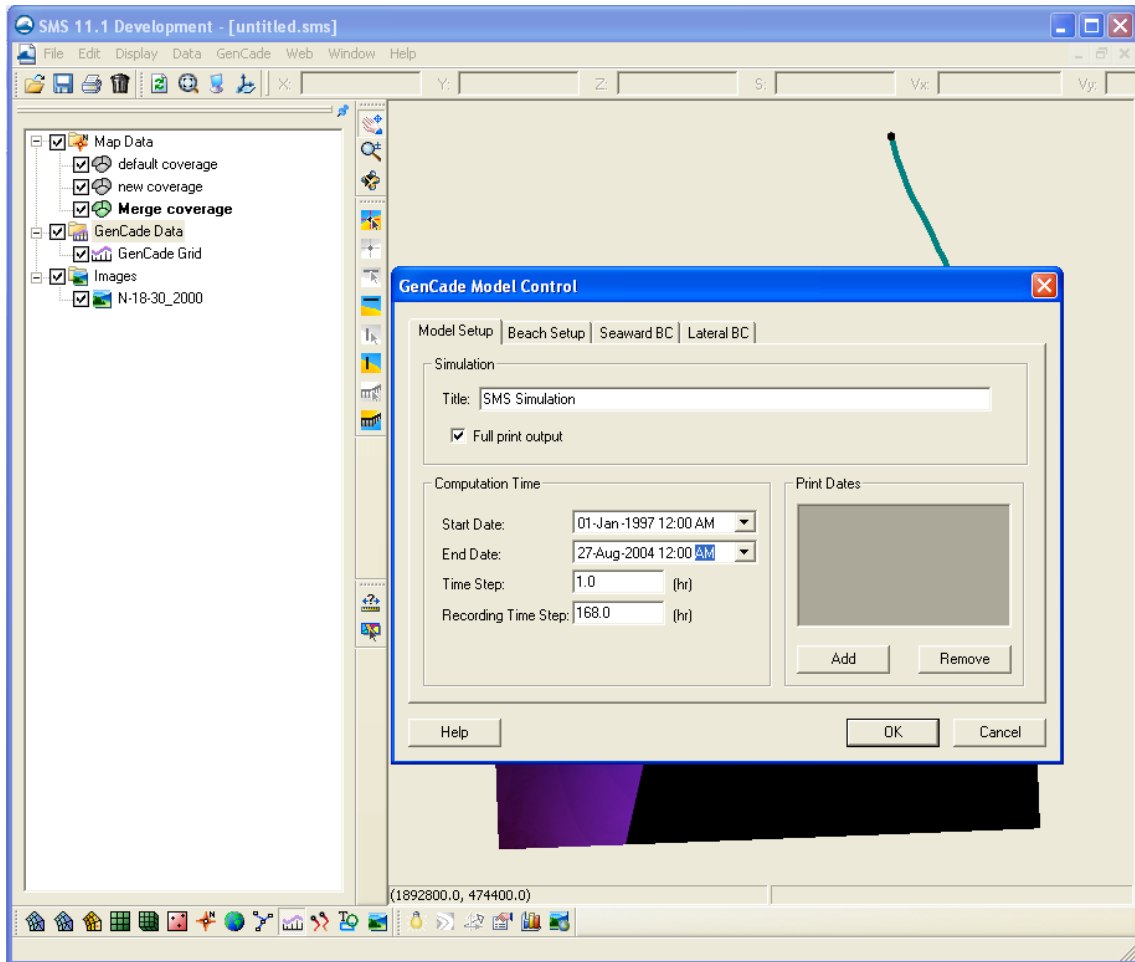 SMS 11.1 Development - [untitled.sms]
File Edit Display Data GenCade Web Window Help
X: Y: Z: S: Vx: Vy:
Map Data
default coverage
new coverage
Merge coverage
GenCade Data
GenCade Grid
Images
N-18-30_2000
GenCade Model Control
Model Setup Beach Setup Seaward BC Lateral BC
Simulation
Title: SMS Simulation
Full print output
Computation Time
Start Date: 01-Jan-1997 12:00 AM
End Date: 27-Aug-2004 12:00 AM
Time Step: 1.0 (hr)
Recording Time Step: 168.0 (hr)
Print Dates
Add Remove
Help OK Cancel
(1892800.0, 474400.0)